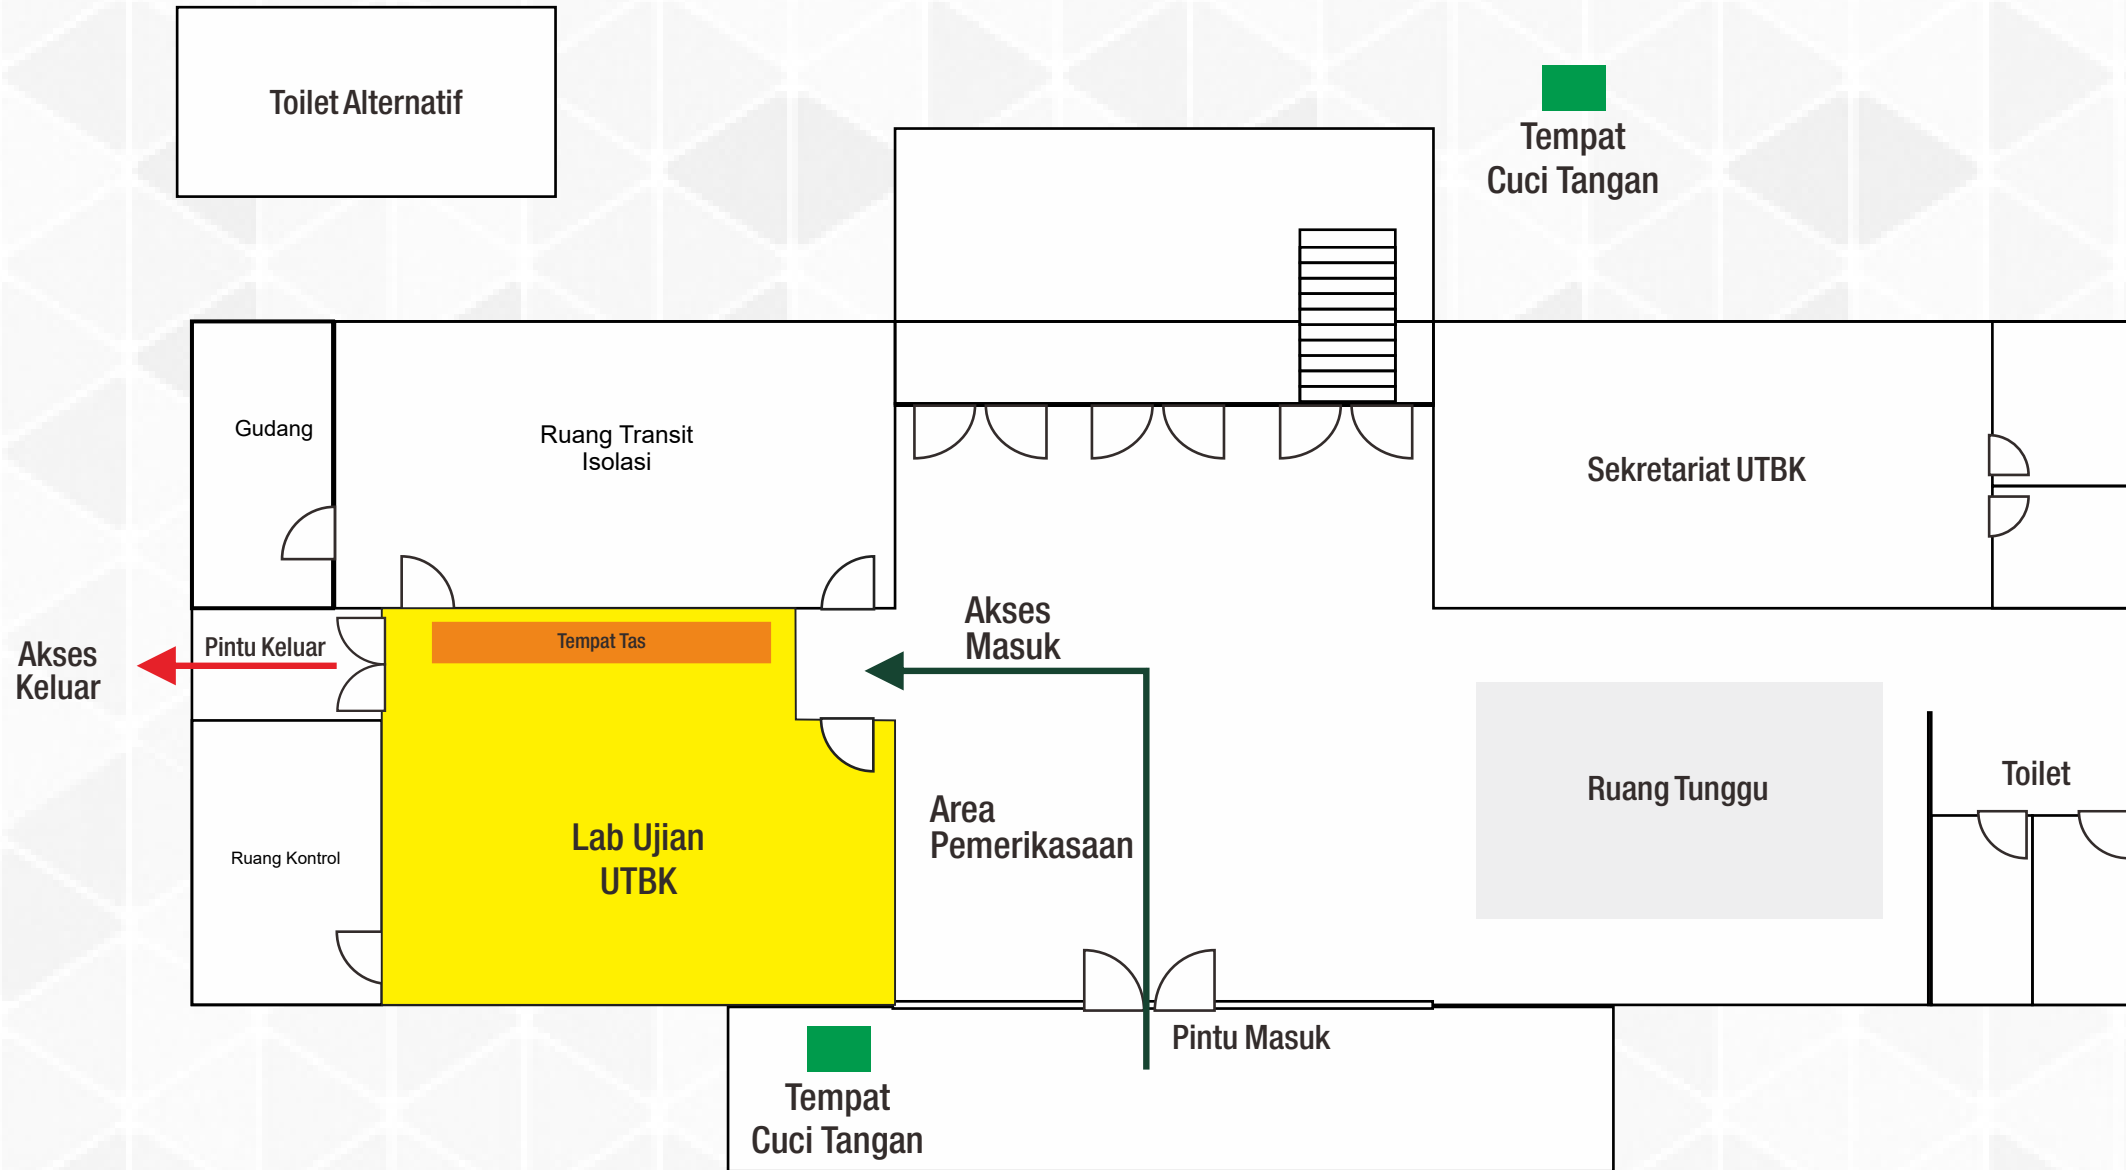 Toilet Alternatif
Tempat
Cuci Tangan
Gudang
Ruang Transit
Isolasi
Sekretariat UTBK
Akses
Masuk
Akses
Keluar
Pintu Keluar
Tempat Tas
Lab Ujian
UTBK
Ruang Kontrol
Area
Pemerikasaan
Ruang Tunggu
Toilet
Pintu Masuk
Tempat
Cuci Tangan